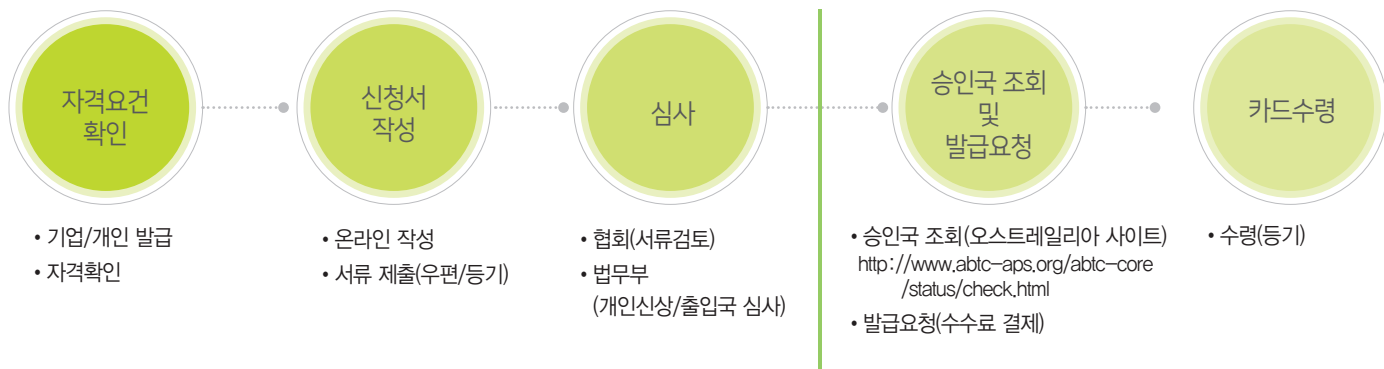 자격요건
확인
신청서
작성
심사
승인국 조회
및
발급요청
카드수령
• 기업/개인 발급
• 자격확인
• 온라인 작성
• 서류 제출(우편/등기)
• 협회(서류검토)
• 법무부
(개인신상/출입국 심사)
• 승인국 조회(오스트레일리아 사이트)
http://www.abtc-aps.org/abtc-core
/status/check.html
• 발급요청(수수료 결제)
• 수령(등기)